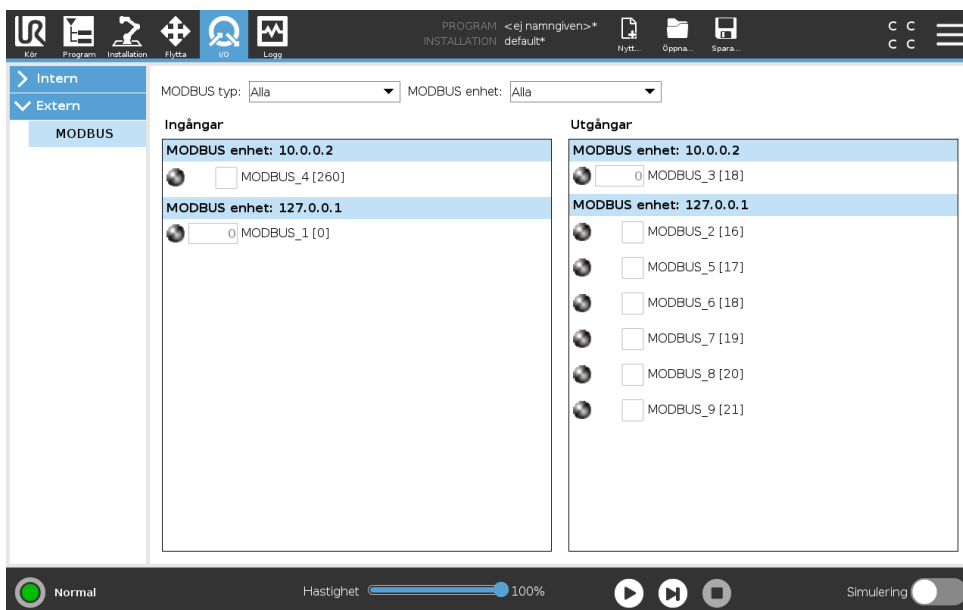 UR
PROGRAM <ej namngiven>*
INSTALLATION default*
C C
C C
Kör Program Installation Flytta I/O Logg Nytt... Öppna... Spara...
Intern
Extern
MODBUS
MODBUS typ: Alla MODBUS enhet: Alla
Ingångar
MODBUS enhet: 10.0.0.2
MODBUS_4 [260]
MODBUS enhet: 127.0.0.1
0 MODBUS_1 [0]
Utgångar
MODBUS enhet: 10.0.0.2
0 MODBUS_3 [18]
MODBUS enhet: 127.0.0.1
MODBUS_2 [16]
MODBUS_5 [17]
MODBUS_6 [18]
MODBUS_7 [19]
MODBUS_8 [20]
MODBUS_9 [21]
Normal Hastighet 100% Simulering